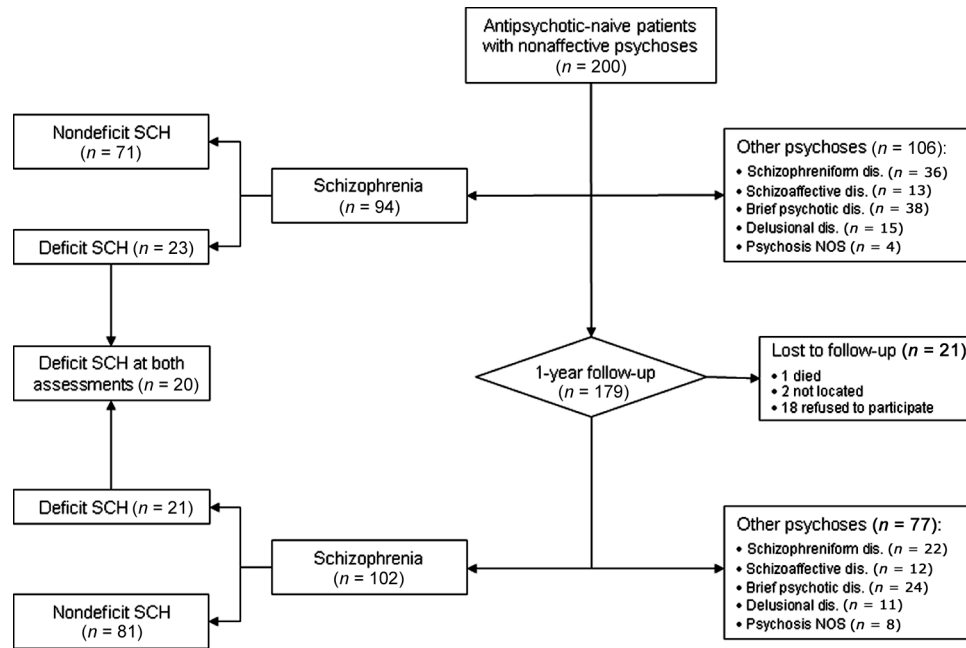 Antipsychotic-naive patients
with nonaffective psychoses
(n = 200)
Nondeficit SCH
(n = 71)
Schizophrenia
(n = 94)
Deficit SCH (n = 23)
Other psychoses (n = 106):
• Schizophreniform dis. (n = 36)
• Schizoaffective dis. (n = 13)
• Brief psychotic dis. (n = 38)
• Delusional dis. (n = 15)
• Psychosis NOS (n = 4)
Deficit SCH at both
assessments (n = 20)
1-year follow-up
(n = 179)
Lost to follow-up (n = 21)
• 1 died
• 2 not located
• 18 refused to participate
Deficit SCH (n = 21)
Schizophrenia
(n = 102)
Nondeficit SCH
(n = 81)
Other psychoses (n = 77):
• Schizophreniform dis. (n = 22)
• Schizoaffective dis. (n = 12)
• Brief psychotic dis. (n = 24)
• Delusional dis. (n = 11)
• Psychosis NOS (n = 8)